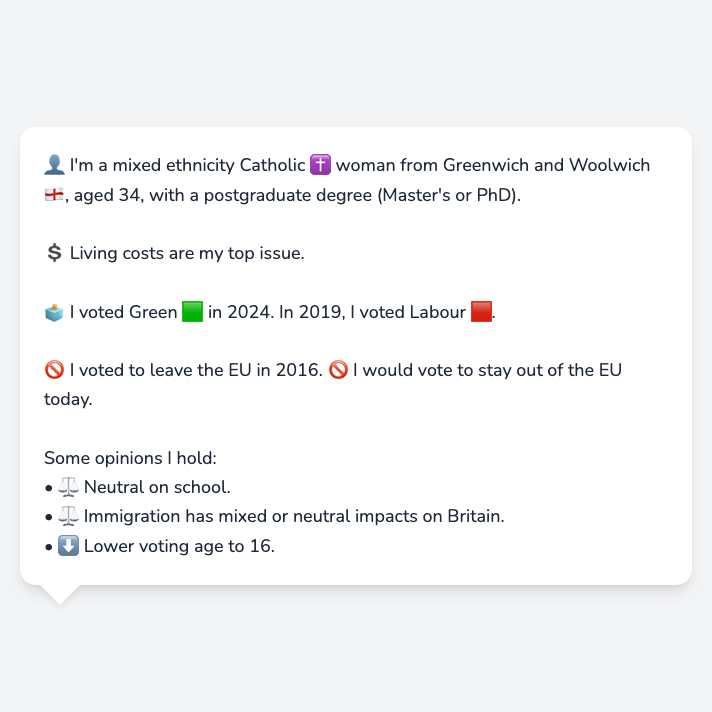 👤 I'm a mixed ethnicity Catholic ✝️ woman from Greenwich and Woolwich
🏴󠁧󠁢󠁥󠁮󠁧󠁿, aged 34, with a postgraduate degree (Master's or PhD).
💲 Living costs are my top issue.
🗳️ I voted Green 🟩 in 2024. In 2019, I voted Labour 🟥.
🚫 I voted to leave the EU in 2016. 🚫 I would vote to stay out of the EU
today.
Some opinions I hold:
• ⚖️ Neutral on school.
• ⚖️ Immigration has mixed or neutral impacts on Britain.
• ⬇️ Lower voting age to 16.